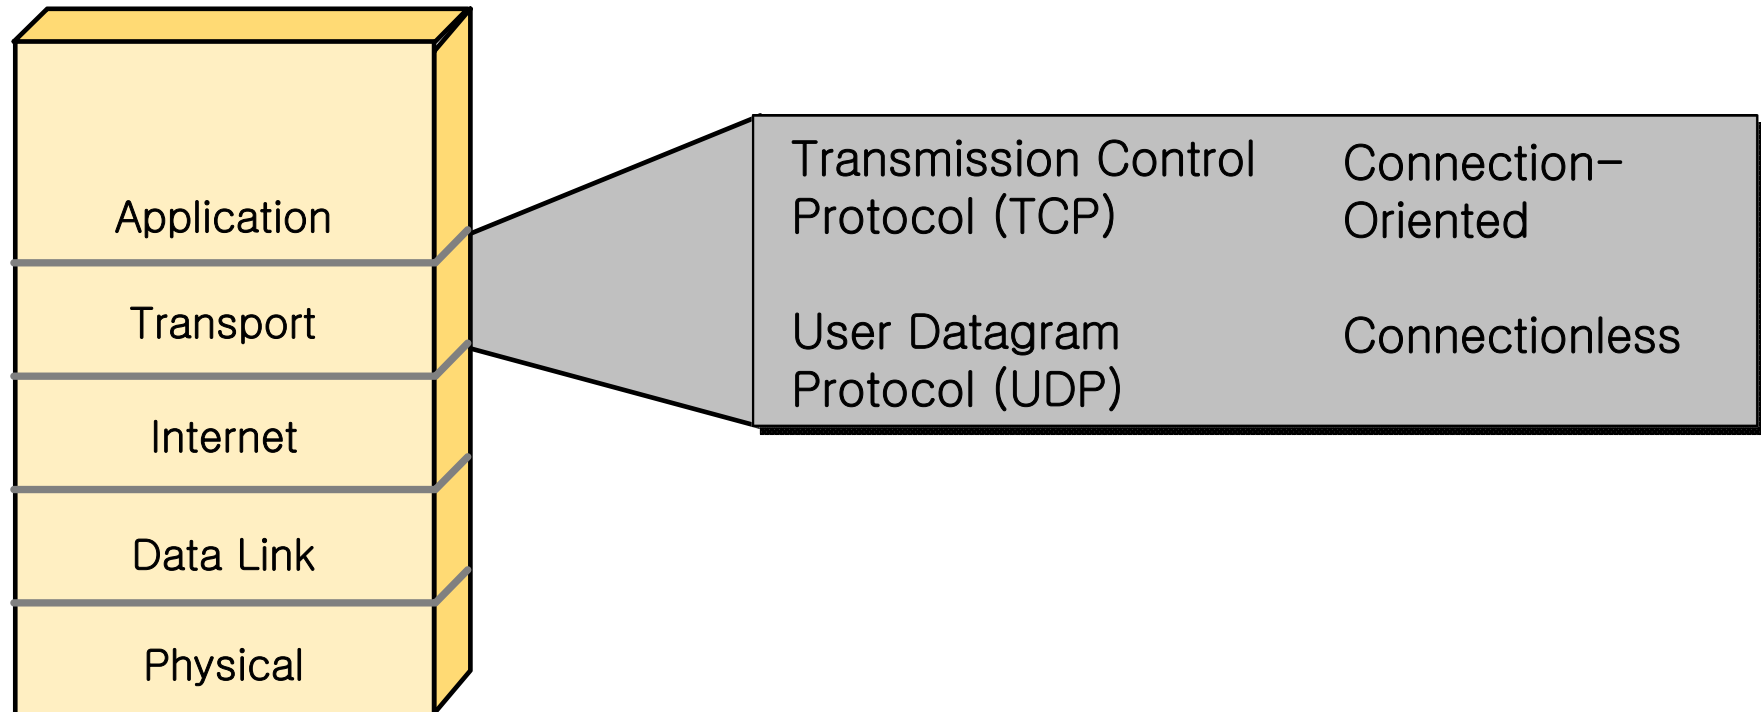 Application
Transport
Internet
Data Link
Physical
Transmission Control
Protocol (TCP)
Connection-
Oriented
User Datagram
Protocol (UDP)
Connectionless